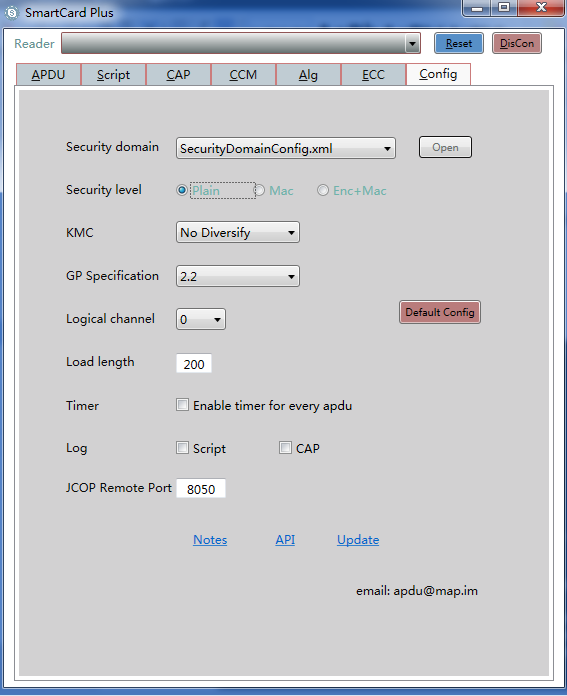 SmartCard Plus
Reader Reset DisCon
APDU Script CAP CCM Alg ECC Config
Security domain SecurityDomainConfig.xml Open
Security level Plain Mac Enc+Mac
KMC No Diversify
GP Specification 2.2
Logical channel 0 Default Config
Load length 200
Timer Enable timer for every apdu
Log Script CAP
JCOP Remote Port 8050
Notes API Update
email: apdu@map.im